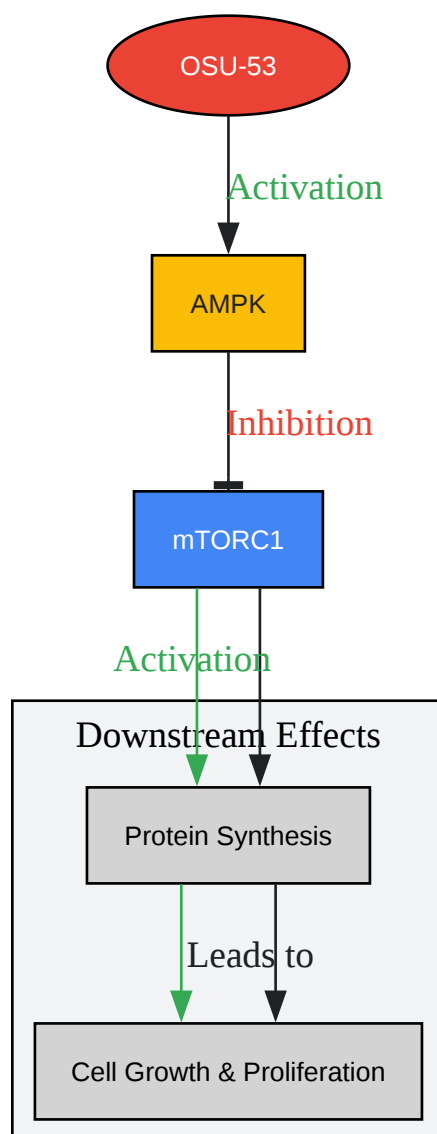 OSU-53
Activation
AMPK
Inhibition
mTORC1
Activation
Downstream Effects
Protein Synthesis
Leads to
Cell Growth & Proliferation